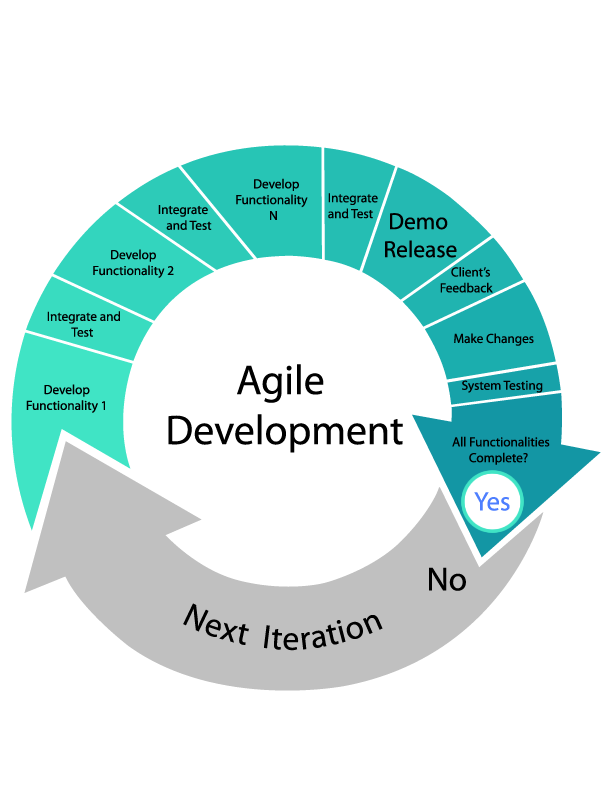 Agile
Development
Develop
Functionality 1
Integrate and
Test
Develop
Functionality 2
Integrate
and Test
Develop
Functionality
N
Integrate
and Test
Demo
Release
Client's
Feedback
Make Changes
System Testing
All Functionalities
Complete?
Yes
No
Next Iteration